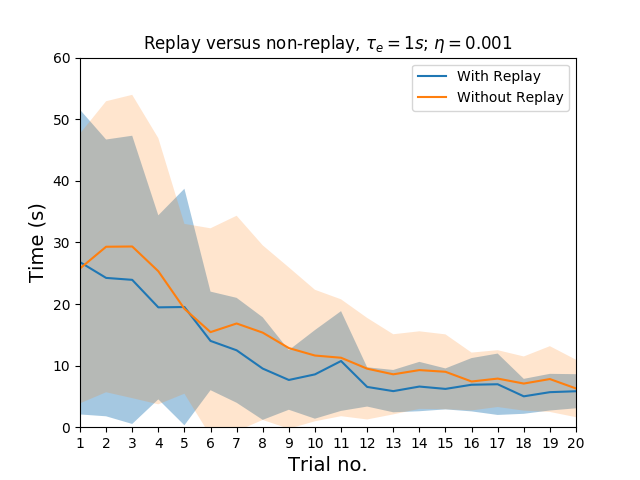 Replay versus non-replay, τₑ = 1s; η = 0.001
With Replay
Without Replay
60
50
40
30
20
10
0
Time (s)
1 2 3 4 5 6 7 8 9 10 11 12 13 14 15 16 17 18 19 20
Trial no.